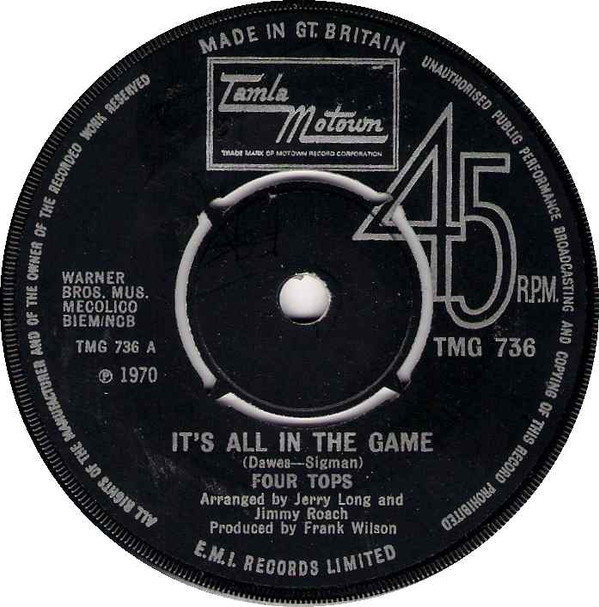 MADE IN GT. BRITAIN
UNAUTHORISED PUBLIC PERFORMANCE BROADCASTING AND COPYING OF THIS RECORD PROHIBITED
ALL RIGHTS OF THE MANUFACTURER AND OF THE OWNER OF THE RECORDED WORK RESERVED
Tamla
Motown
TRADE MARK OF MOTOWN RECORD CORPORATION
45
R.P.M.
WARNER
BROS. MUS.
MECOLICO
BIEM/NCB
TMG 736 A
℗ 1970
TMG 736
IT'S ALL IN THE GAME
(Dawes—Sigman)
FOUR TOPS
Arranged by Jerry Long and
Jimmy Roach
Produced by Frank Wilson
E.M.I. RECORDS LIMITED